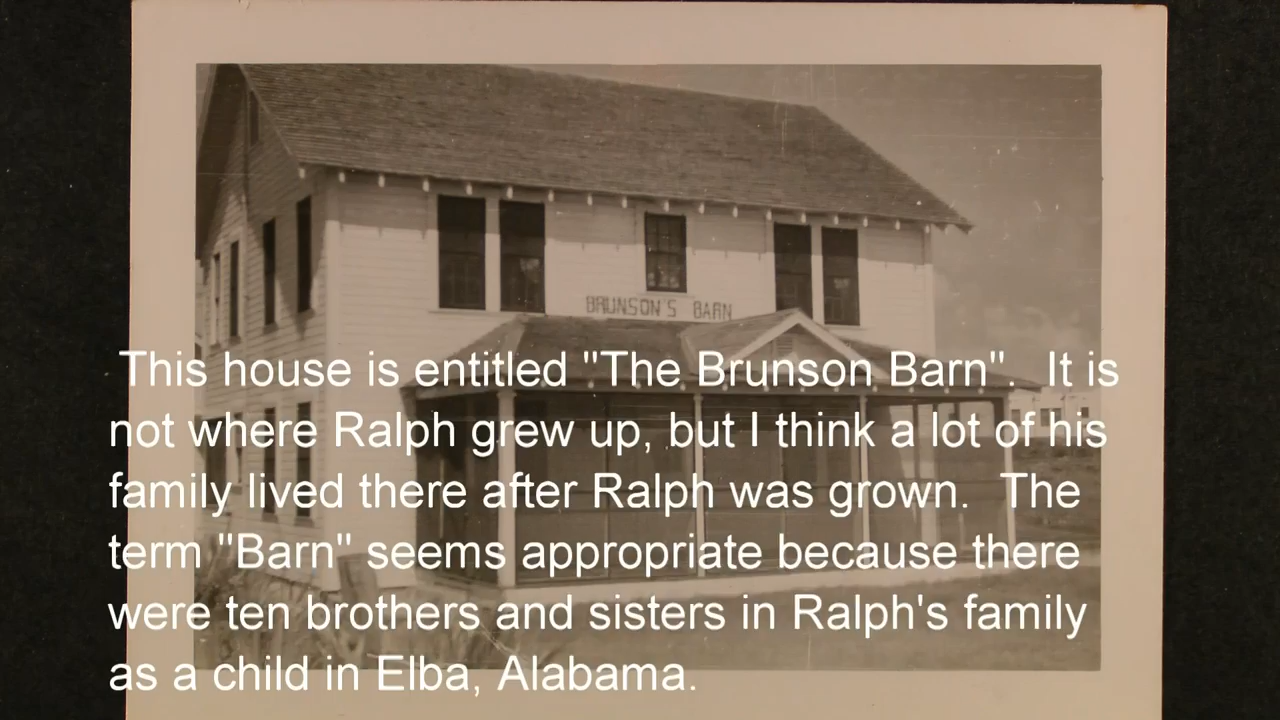 BRUNSON'S BARN
This house is entitled "The Brunson Barn".  It is
not where Ralph grew up, but I think a lot of his
family lived there after Ralph was grown.  The
term "Barn" seems appropriate because there
were ten brothers and sisters in Ralph's family
as a child in Elba, Alabama.